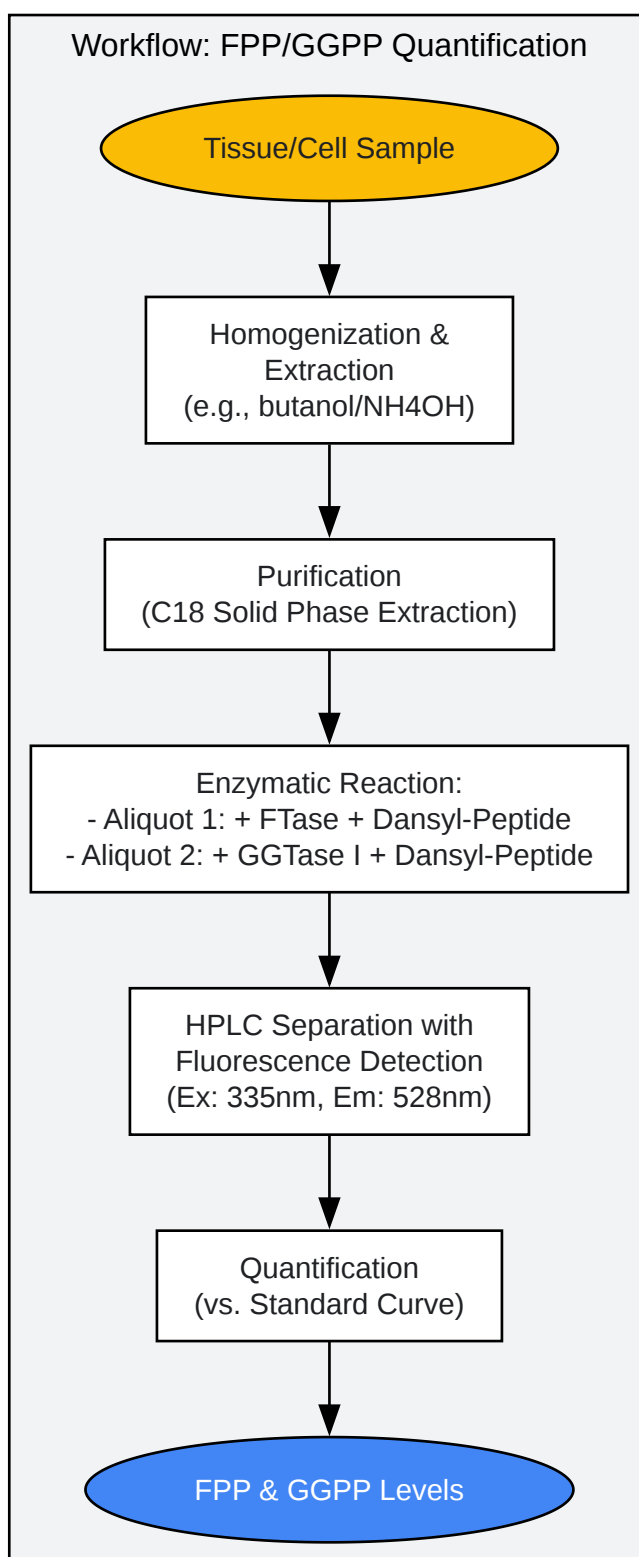 Workflow: FPP/GGPP Quantification
Tissue/Cell Sample
Homogenization &
Extraction
(e.g., butanol/NH4OH)
Purification
(C18 Solid Phase Extraction)
Enzymatic Reaction:
- Aliquot 1: + FTase + Dansyl-Peptide
- Aliquot 2: + GGTase I + Dansyl-Peptide
HPLC Separation with
Fluorescence Detection
(Ex: 335nm, Em: 528nm)
Quantification
(vs. Standard Curve)
FPP & GGPP Levels